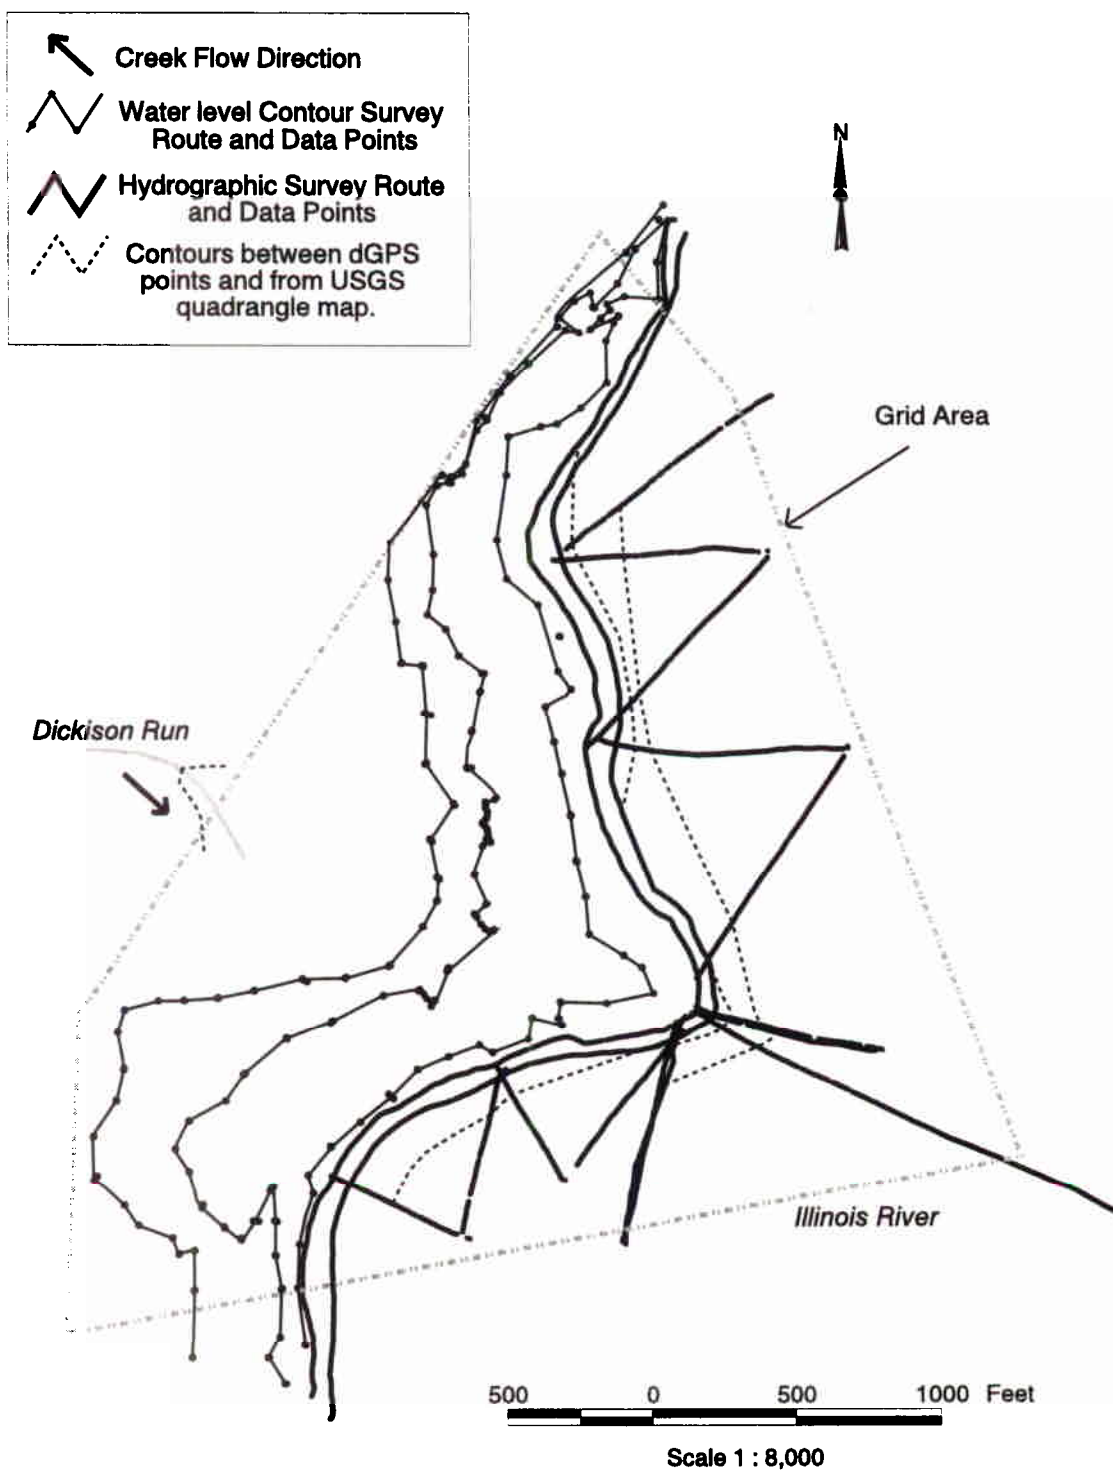 Creek Flow Direction
Water level Contour Survey
Route and Data Points
Hydrographic Survey Route
and Data Points
Contours between dGPS
points and from USGS
quadrangle map.
N
Grid Area
Dickison Run
Illinois River
500 0 500 1000 Feet
Scale 1 : 8,000